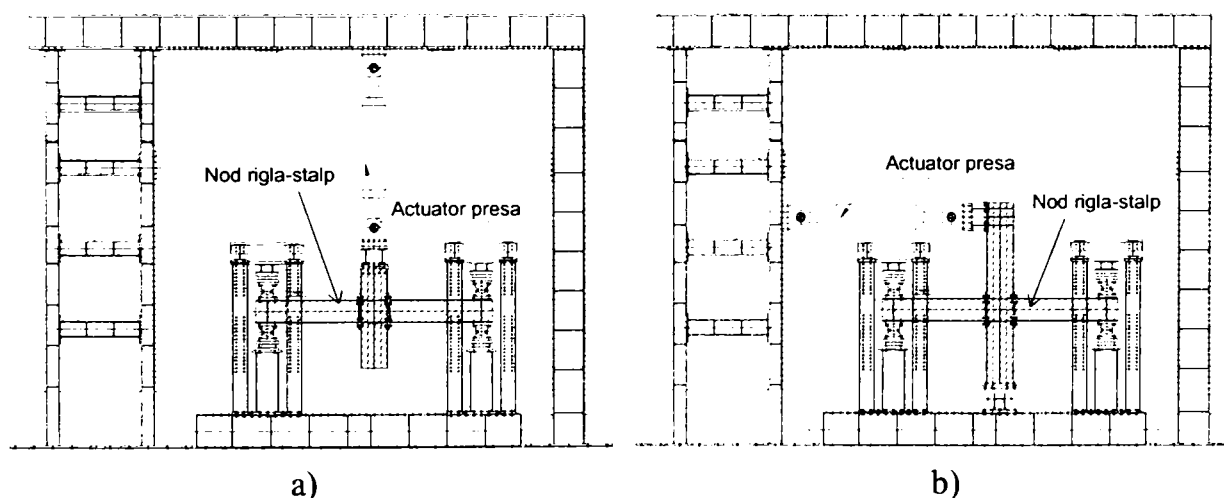 Nod rigla-stalp
Actuator presa
a)
Actuator presa
Nod rigla-stalp
b)